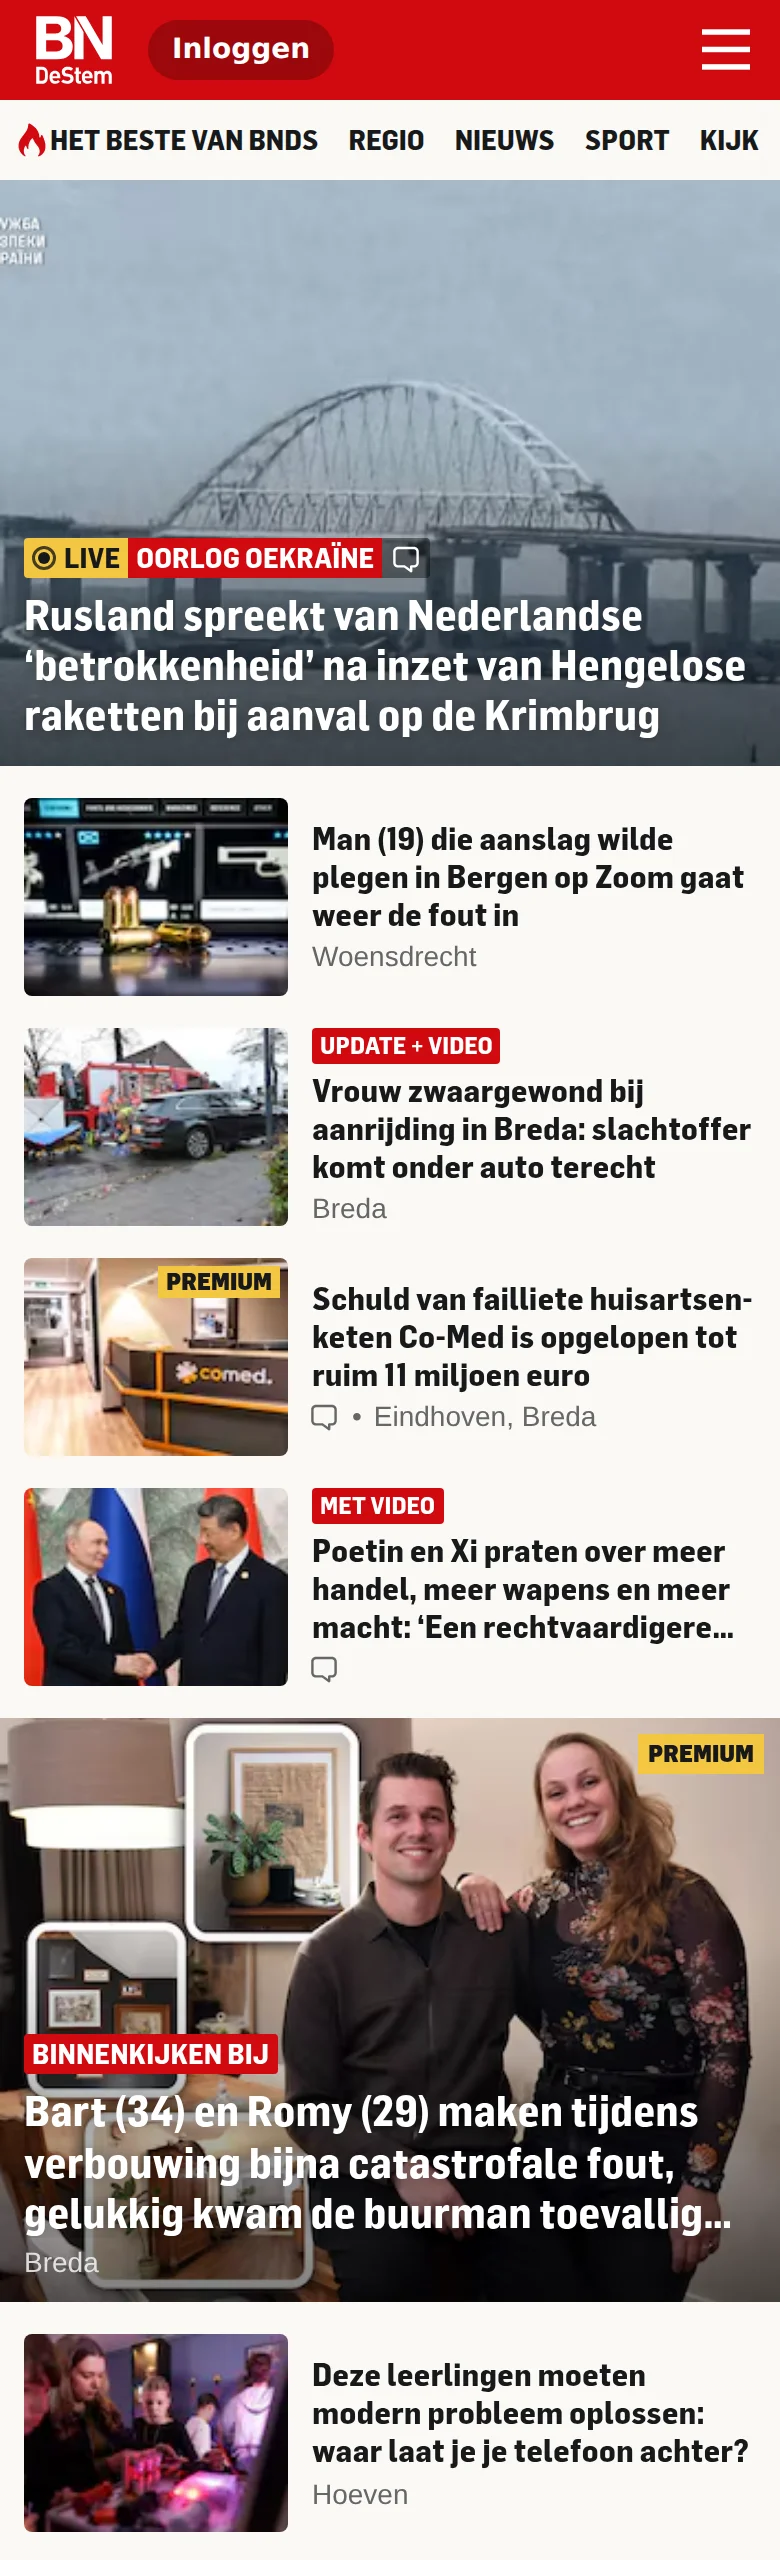 BN
DeStem
Inloggen
HET BESTE VAN BNDS REGIO NIEUWS SPORT KIJK
УЖБА
ЗПЕКИ
РАЇНИ
LIVE OORLOG OEKRAÏNE
Rusland spreekt van Nederlandse
‘betrokkenheid’ na inzet van Hengelose
raketten bij aanval op de Krimbrug
Man (19) die aanslag wilde
plegen in Bergen op Zoom gaat
weer de fout in
Woensdrecht
UPDATE + VIDEO
Vrouw zwaargewond bij
aanrijding in Breda: slachtoffer
komt onder auto terecht
Breda
PREMIUM
comed.
Schuld van failliete huisartsen-
keten Co-Med is opgelopen tot
ruim 11 miljoen euro
• Eindhoven, Breda
MET VIDEO
Poetin en Xi praten over meer
handel, meer wapens en meer
macht: ‘Een rechtvaardigere...
PREMIUM
BINNENKIJKEN BIJ
Bart (34) en Romy (29) maken tijdens
verbouwing bijna catastrofale fout,
gelukkig kwam de buurman toevallig...
Breda
Deze leerlingen moeten
modern probleem oplossen:
waar laat je je telefoon achter?
Hoeven